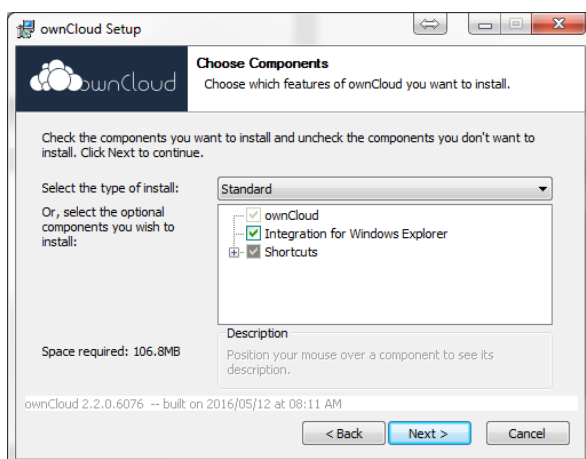 ownCloud Setup
ownCloud
Choose Components
Choose which features of ownCloud you want to install.
Check the components you want to install and uncheck the components you don't want to
install. Click Next to continue.
Select the type of install:
Standard
Or, select the optional
components you wish to
install:
ownCloud
Integration for Windows Explorer
Shortcuts
Space required: 106.8MB
Description
Position your mouse over a component to see its
description.
ownCloud 2.2.0.6076 -- built on 2016/05/12 at 08:11 AM
< Back
Next >
Cancel